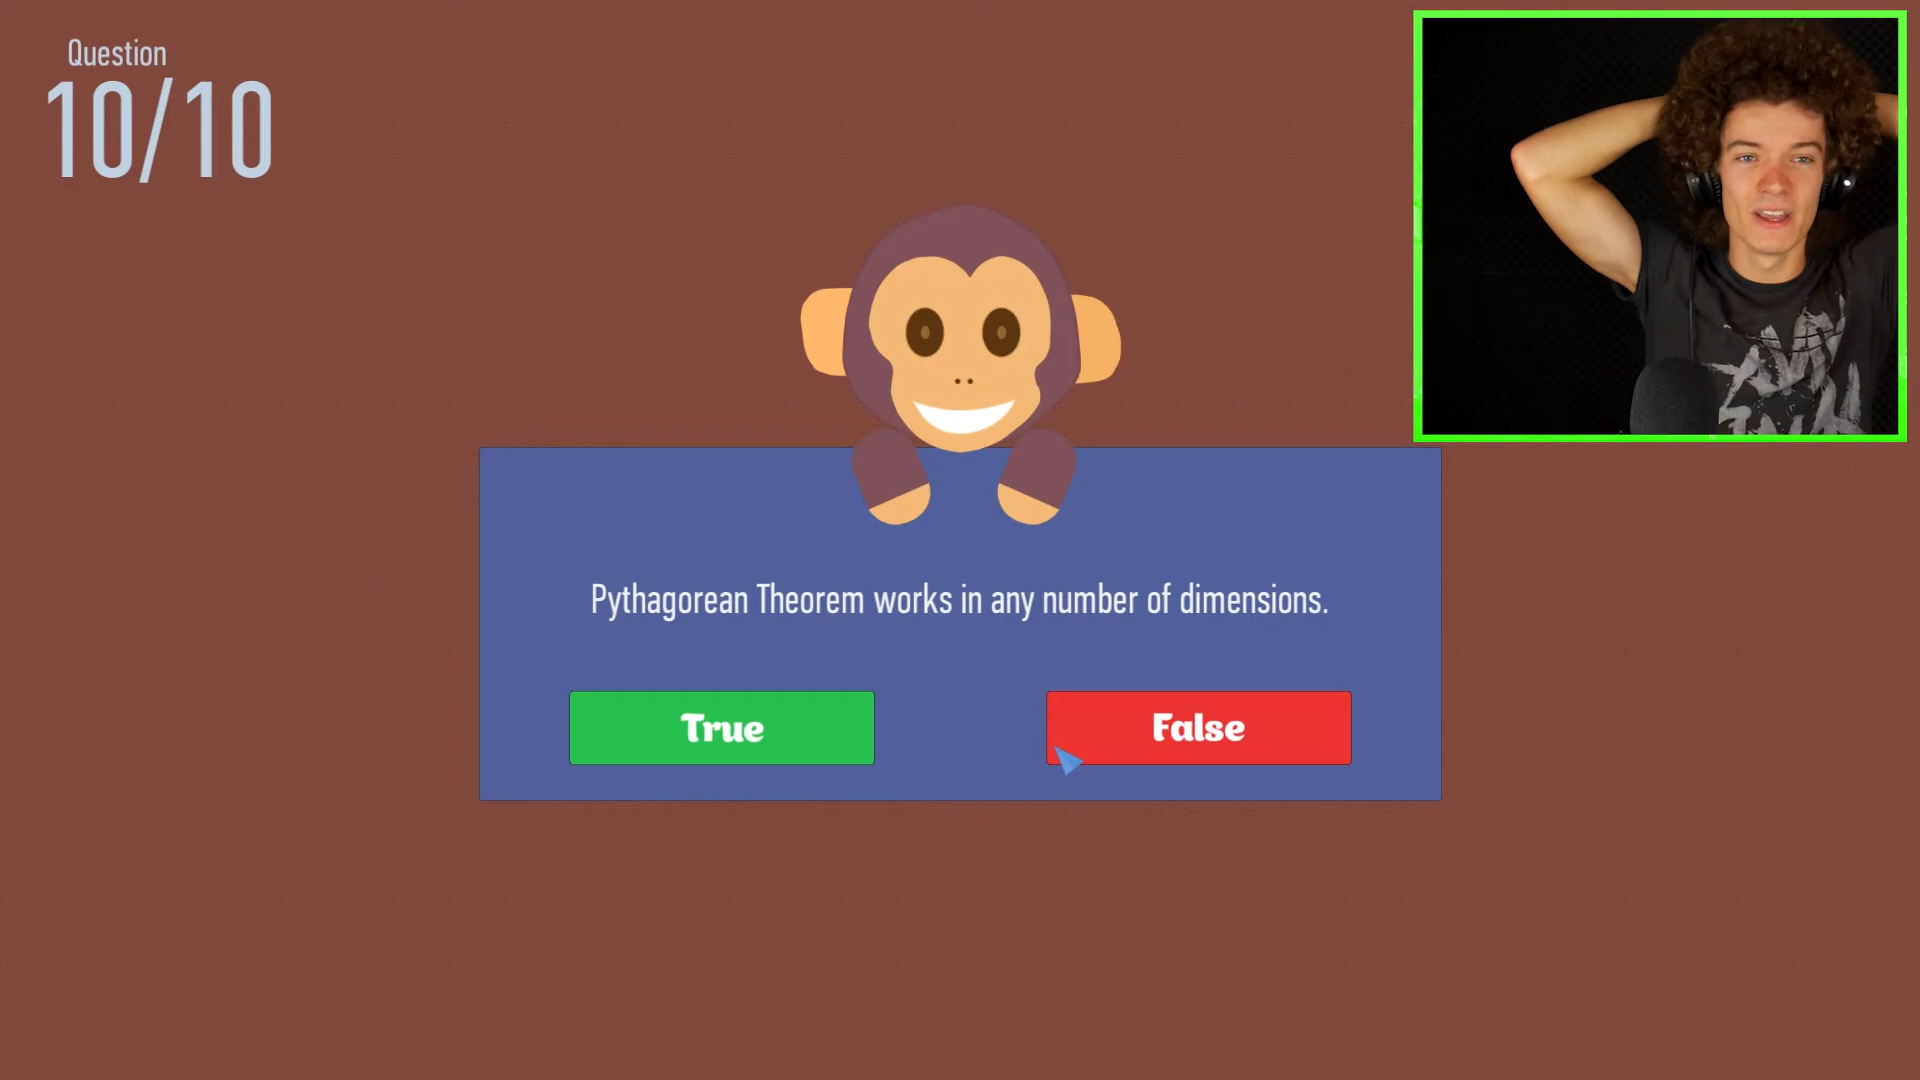 Question
10/10
Pythagorean Theorem works in any number of dimensions.
True
False